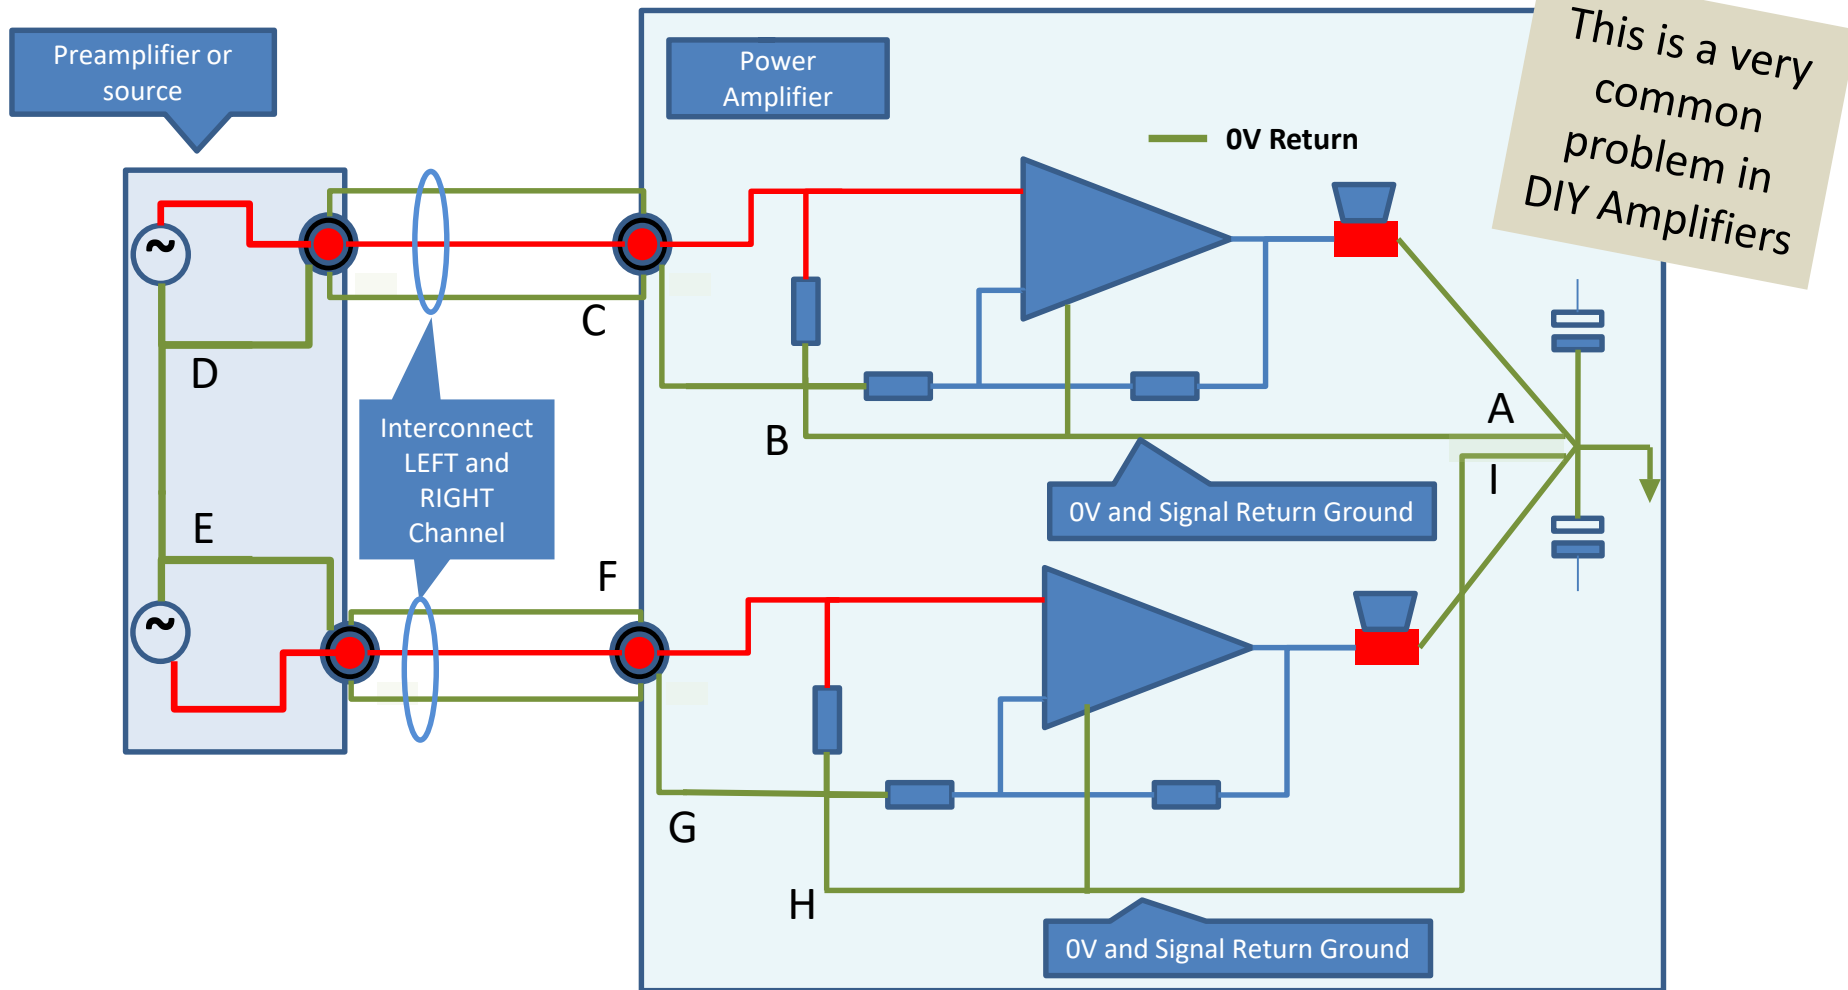 Preamplifier or
source
Power
Amplifier
This is a very
common
problem in
DIY Amplifiers
0V Return
~
C
D
A
B
I
Interconnect
LEFT and
RIGHT
Channel
0V and Signal Return Ground
E
F
~
G
H
0V and Signal Return Ground